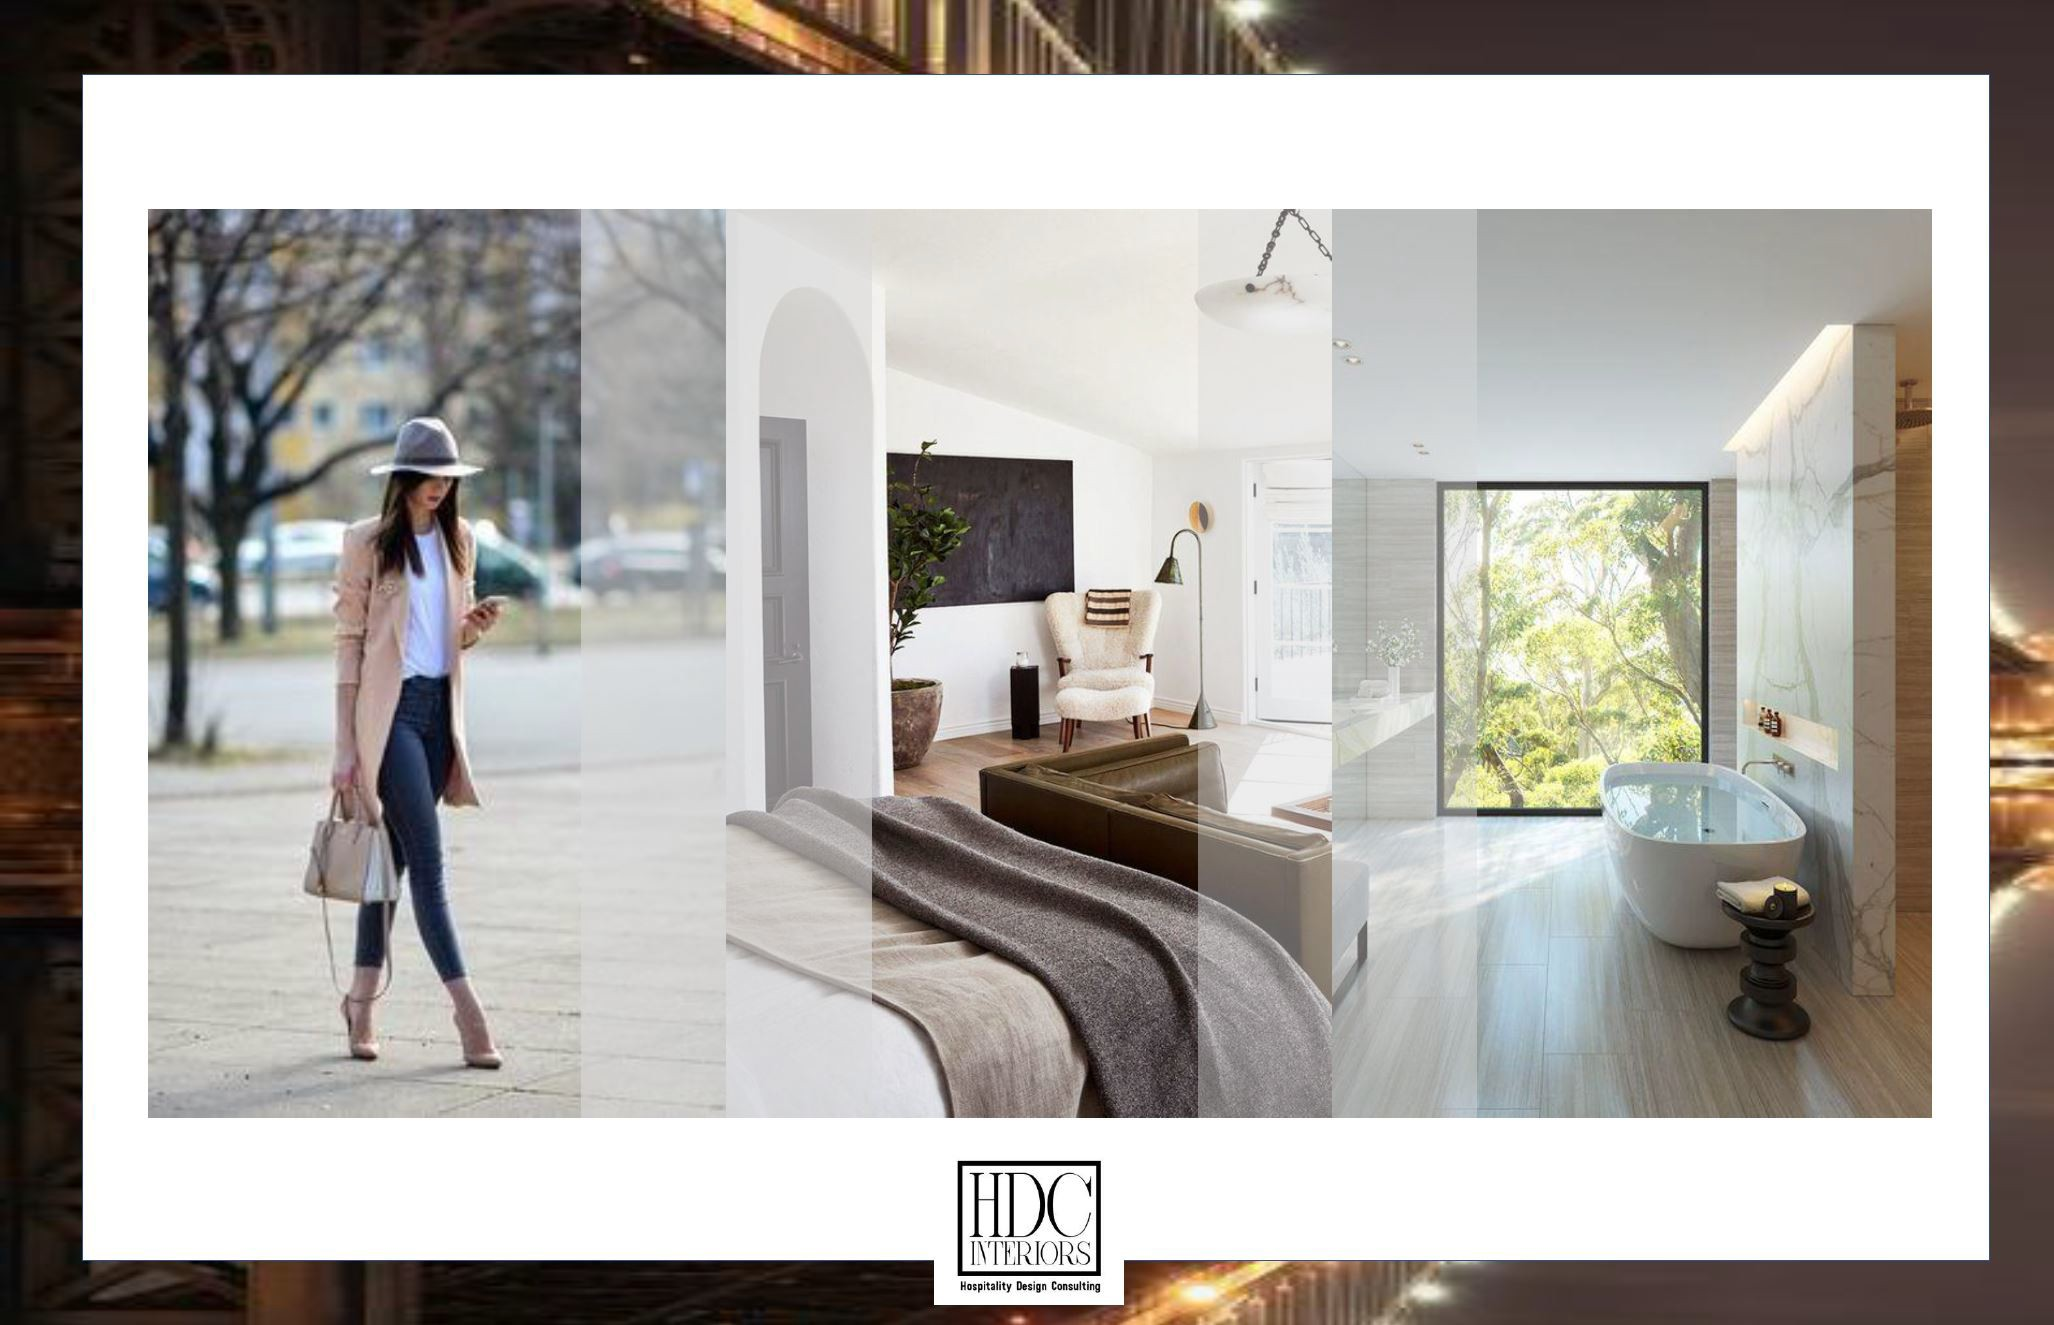 HDC
INTERIORS
Hospitality Design Consulting